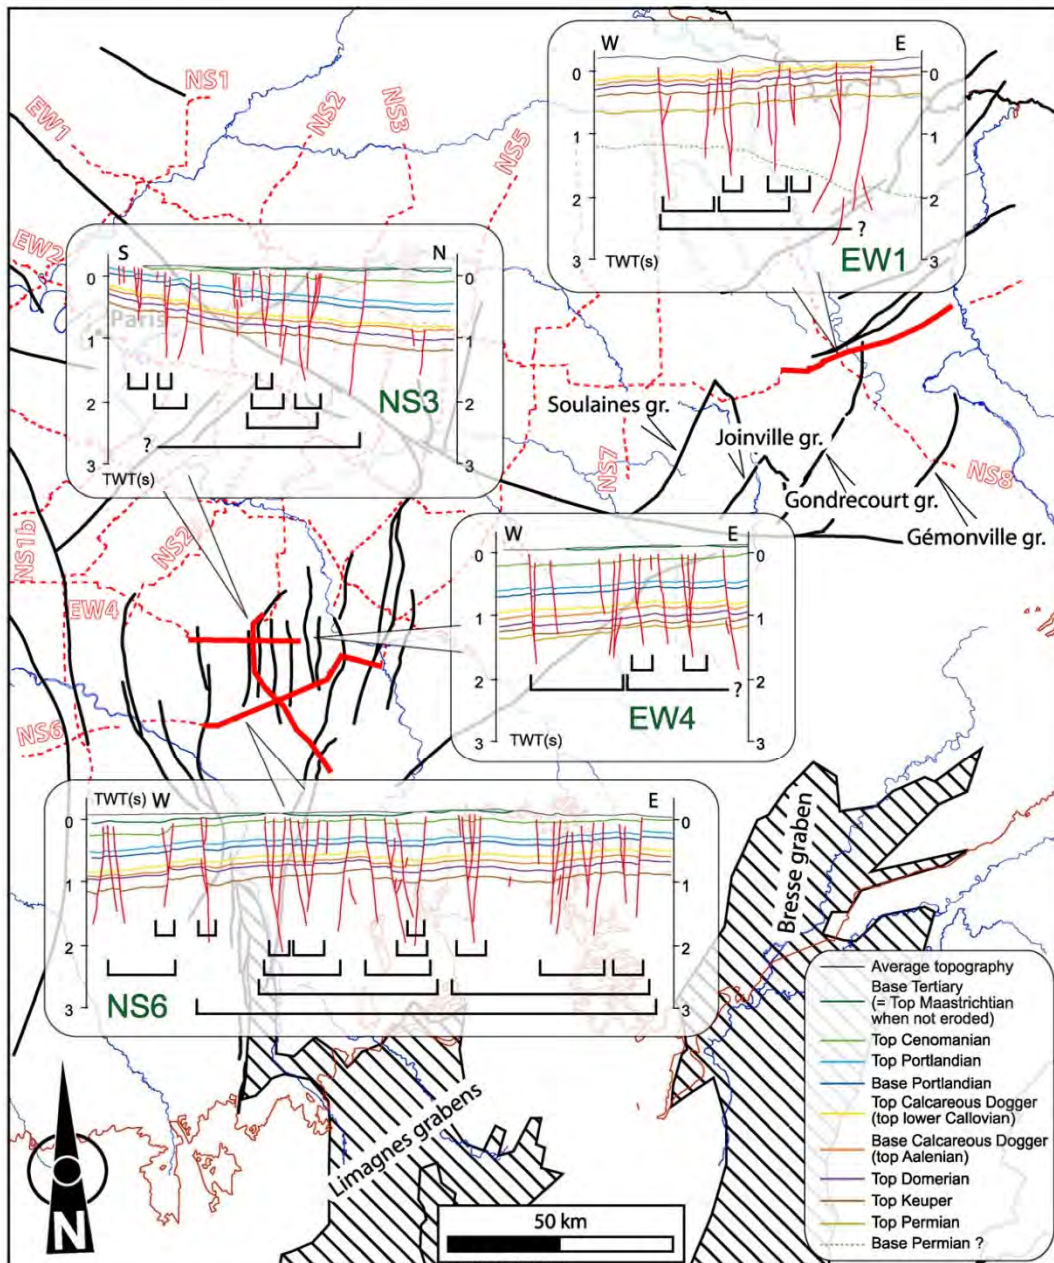 NS1
NS2
NS3
NS5
EW1
EW2
W
E
0
0
1
1
2
2
3
3
?
TWT(s)
EW1
S
N
0
0
1
1
2
2
3
3
?
TWT(s)
NS3
Paris
Soulaines gr.
Joinville gr.
Gondrecourt gr.
Gémonville gr.
NS7
NS8
NS1b
NS2
EW4
NS6
W
E
0
0
1
1
2
2
3
3
?
TWT(s)
EW4
TWT(s) W
E
0
0
1
1
2
2
3
3
NS6
Bresse graben
Limagnes grabens
N
50 km
Average topography
Base Tertiary
(= Top Maastrichtian
when not eroded)
Top Cenomanian
Top Portlandian
Base Portlandian
Top Calcareous Dogger
(top lower Callovian)
Base Calcareous Dogger
(top Aalenian)
Top Domerian
Top Keuper
Top Permian
Base Permian ?